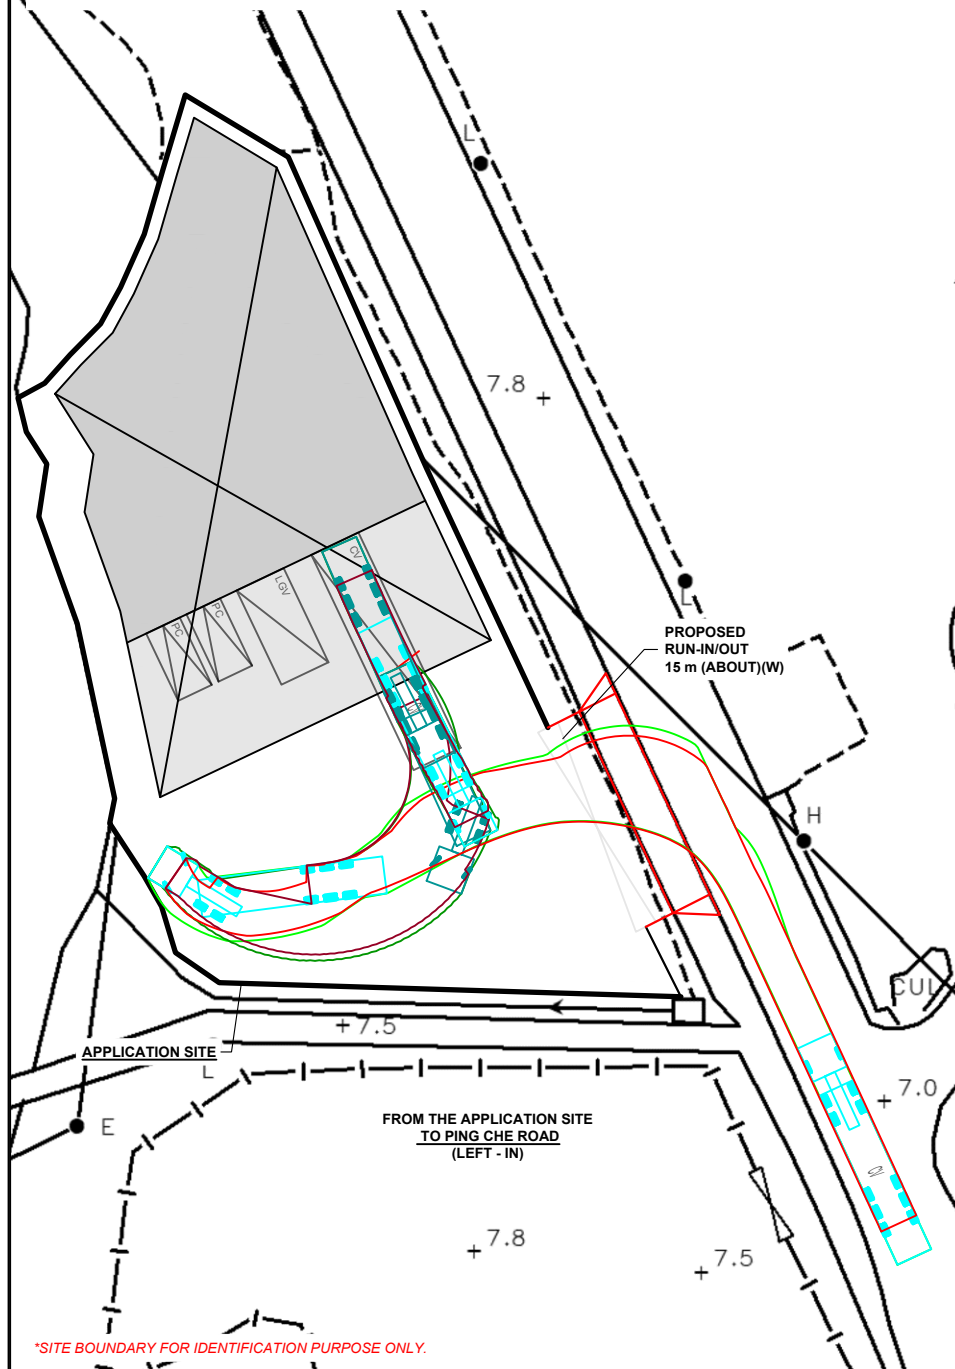 L
7.8
CV
LGV
PC
PC
L
PROPOSED
RUN-IN/OUT
15 m (ABOUT)(W)
H
CUL
7.5
APPLICATION SITE
L
7.0
E
FROM THE APPLICATION SITE
TO PING CHE ROAD
(LEFT - IN)
7.8
7.5
*SITE BOUNDARY FOR IDENTIFICATION PURPOSE ONLY.